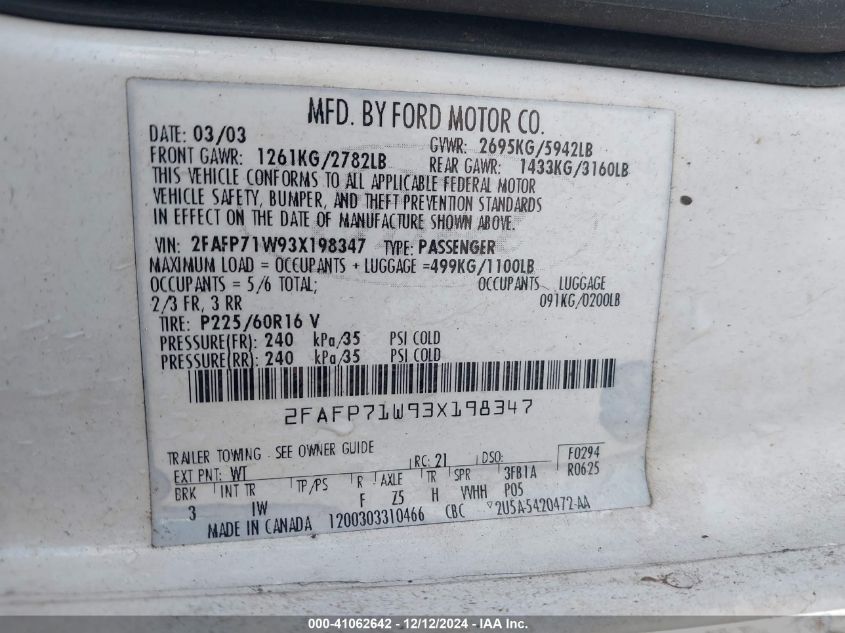 MFD. BY FORD MOTOR CO.
DATE: 03/03 GVWR: 2695KG/5942LB
FRONT GAWR: 1261KG/2782LB REAR GAWR: 1433KG/3160LB
THIS VEHICLE CONFORMS TO ALL APPLICABLE FEDERAL MOTOR
VEHICLE SAFETY, BUMPER, AND THEFT PREVENTION STANDARDS
IN EFFECT ON THE DATE OF MANUFACTURE SHOWN ABOVE.
VIN: 2FAFP71W93X198347 TYPE: PASSENGER
MAXIMUM LOAD = OCCUPANTS + LUGGAGE =499KG/1100LB
OCCUPANTS = 5/6 TOTAL; OCCUPANTS LUGGAGE
2/3 FR, 3 RR 091KG/0200LB
TIRE: P225/60R16 V
PRESSURE(FR): 240 kPa/35 PSI COLD
PRESSURE(RR): 240 kPa/35 PSI COLD
2FAFP71W93X198347
TRAILER TOWING - SEE OWNER GUIDE
EXT PNT: WT RC: 21 DSO: F0294
R0625
BRK INT TR TP/PS R AXLE TR SPR 3FB1A
3 IW F Z5 H VVHH P05
MADE IN CANADA 1200303310466 CBC 2U5A-5420472-AA
000-41062642 - 12/12/2024 - © IAA Holdings, LLC.